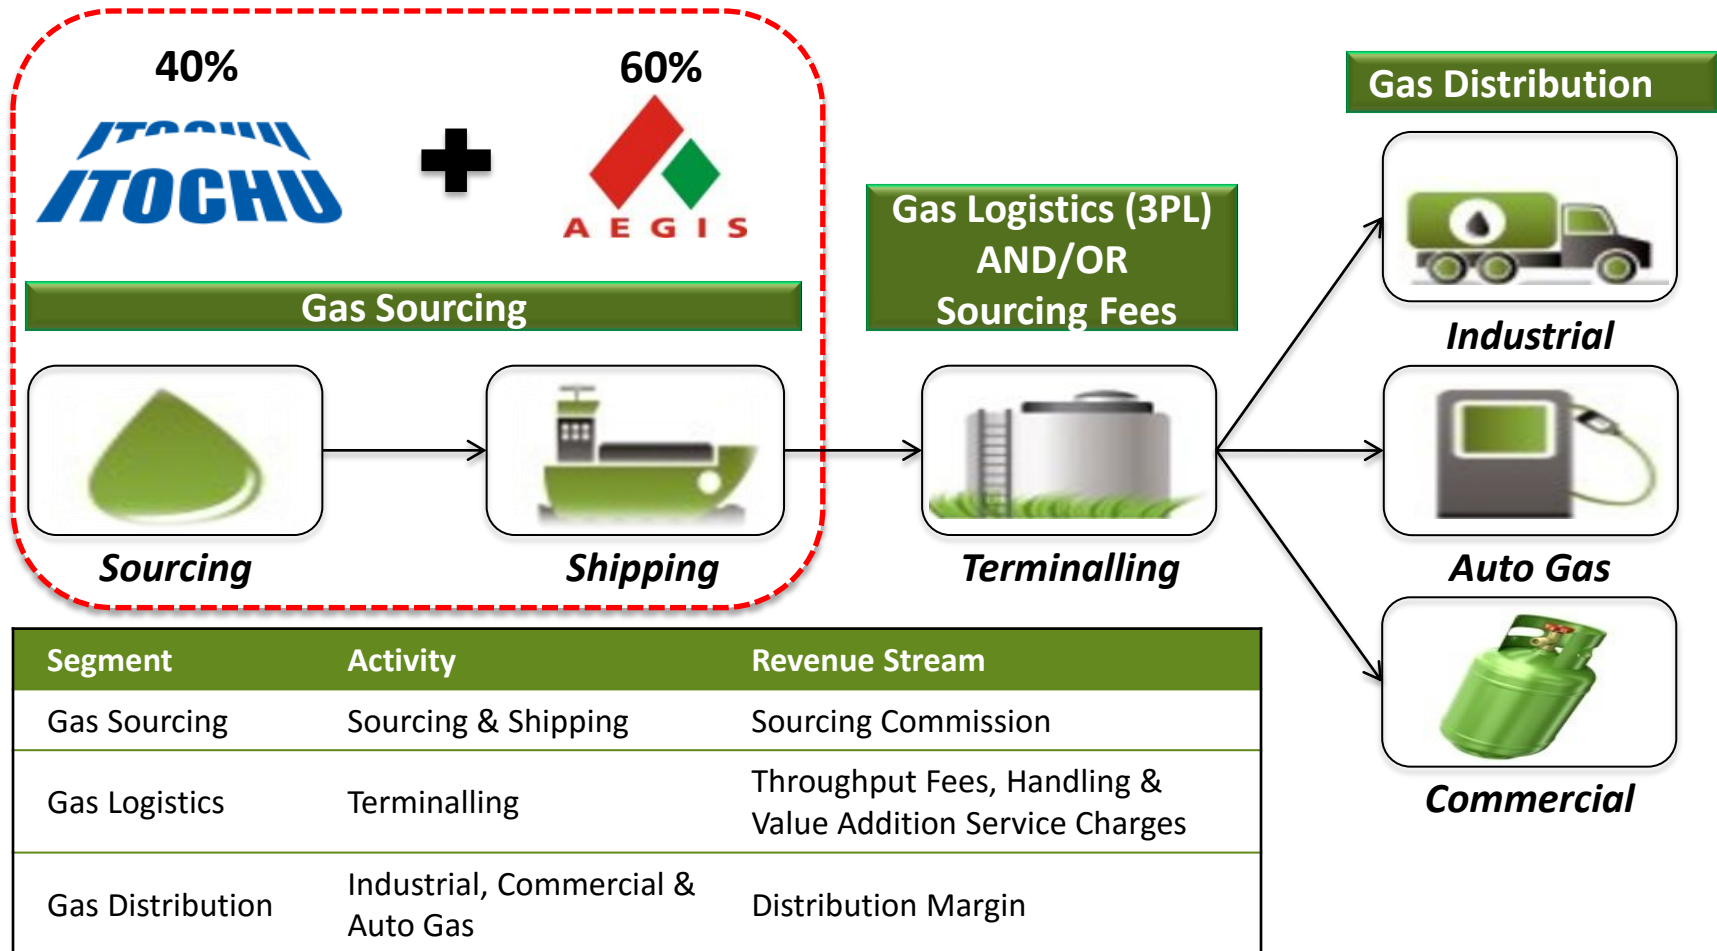 40%
60%
ITOCHU
ITOCHU
AEGIS
Gas Sourcing
Sourcing
Shipping
Gas Logistics (3PL)
AND/OR
Sourcing Fees
Terminalling
Gas Distribution
Industrial
Auto Gas
Commercial
Segment Activity Revenue Stream
Gas Sourcing Sourcing & Shipping Sourcing Commission
Gas Logistics Terminalling Throughput Fees, Handling &
Value Addition Service Charges
Gas Distribution Industrial, Commercial &
Auto Gas Distribution Margin